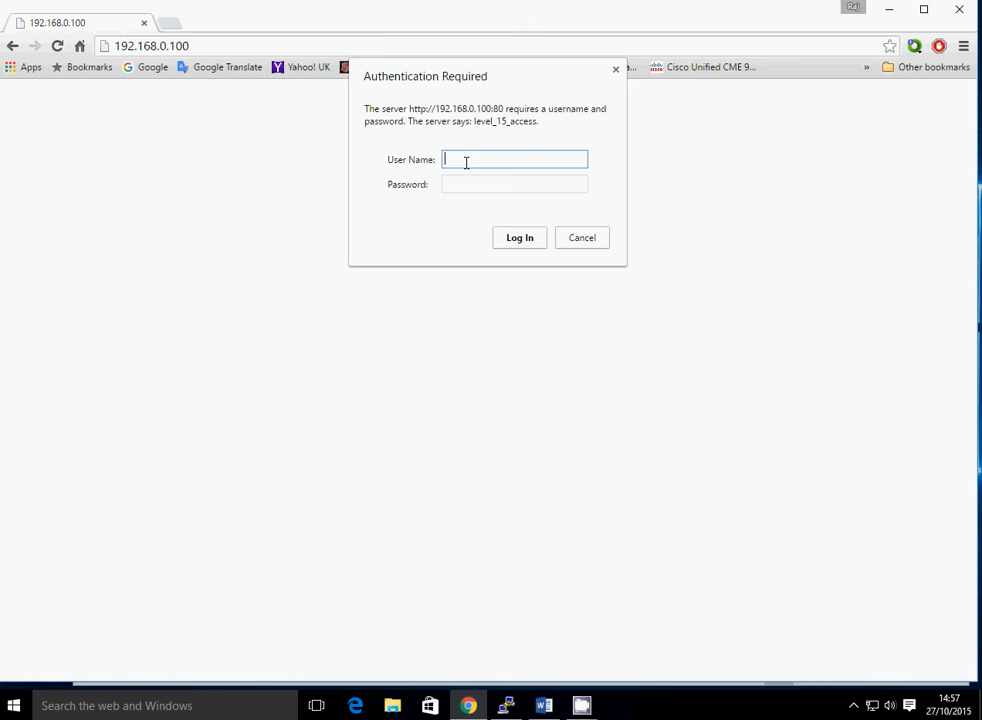 Raj
192.168.0.100
192.168.0.100
Apps Bookmarks Google Google Translate Yahoo! UK a... Cisco Unified CME 9... » Other bookmarks
Authentication Required
The server http://192.168.0.100:80 requires a username and
password. The server says: level_15_access.
User Name:
Password:
Log In Cancel
Search the web and Windows
14:57
27/10/2015